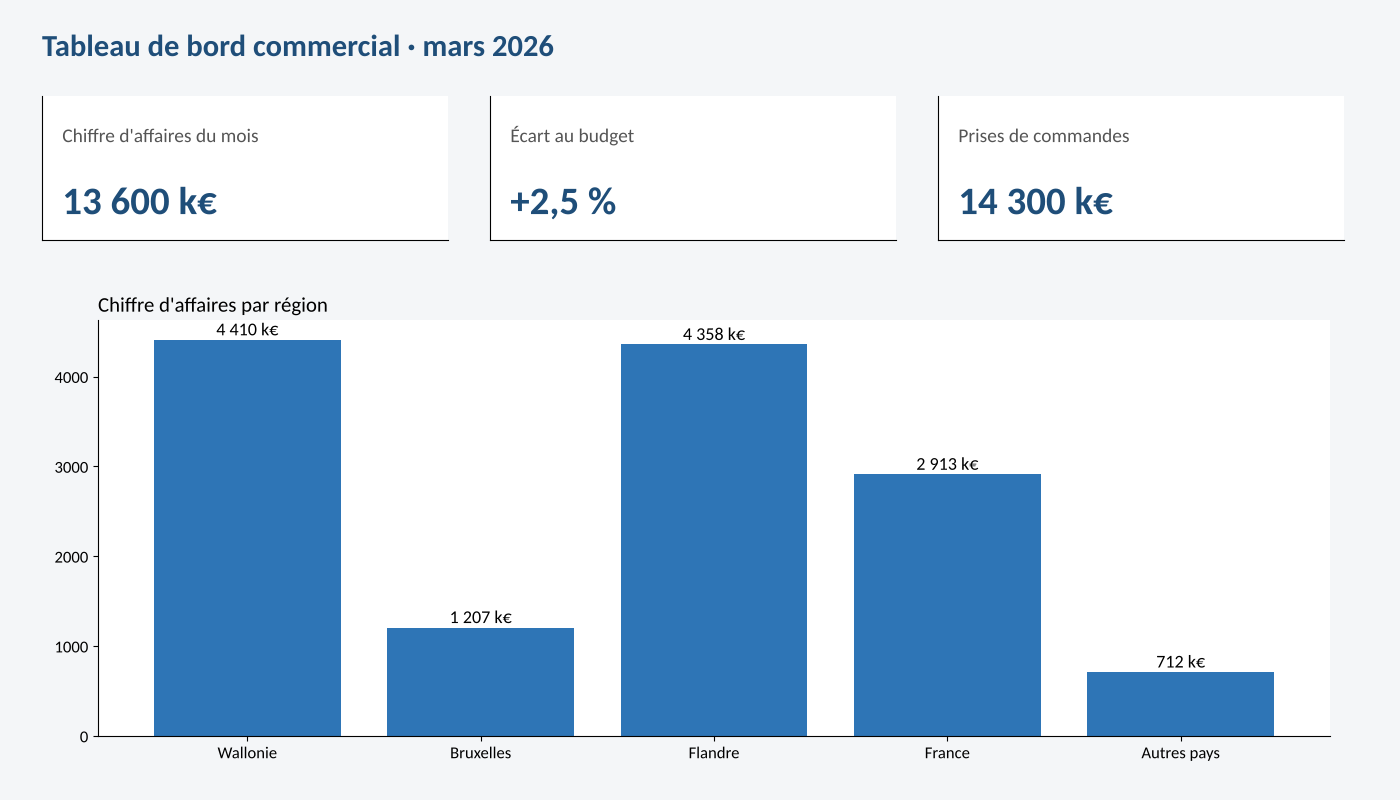 Tableau de bord commercial · mars 2026
Chiffre d'affaires du mois
13 600 k€
Écart au budget
+2,5 %
Prises de commandes
14 300 k€
Chiffre d'affaires par région
4 410 k€
4 358 k€
4000
3000
2 913 k€
2000
1 207 k€
1000
712 k€
0
Wallonie
Bruxelles
Flandre
France
Autres pays